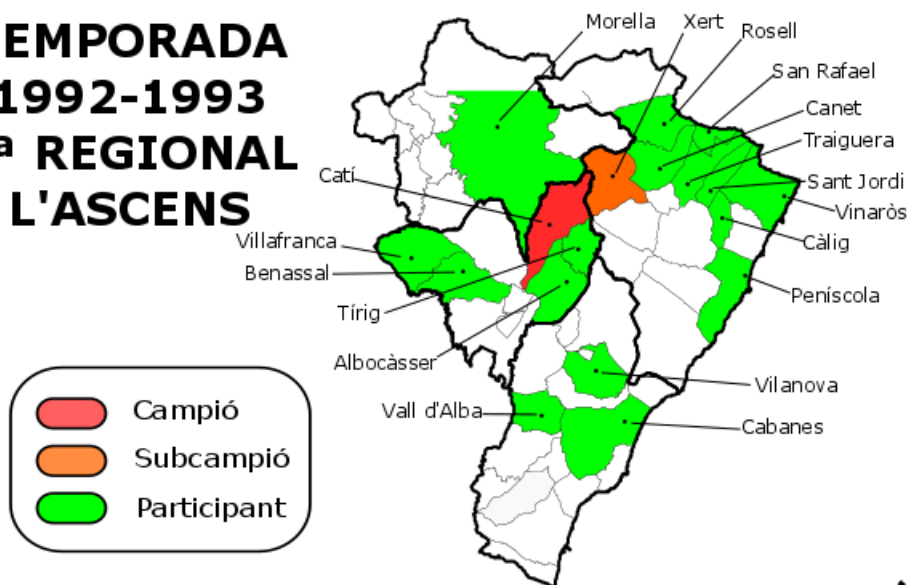 EMPORADA
1992-1993
ª REGIONAL
L'ASCENS
Morella
Xert
Rosell
San Rafael
Canet
Traiguera
Sant Jordi
Vinaròs
Càlig
Peníscola
Catí
Villafranca
Benassal
Tírig
Albocàsser
Vall d'Alba
Vilanova
Cabanes
Campió
Subcampió
Participant